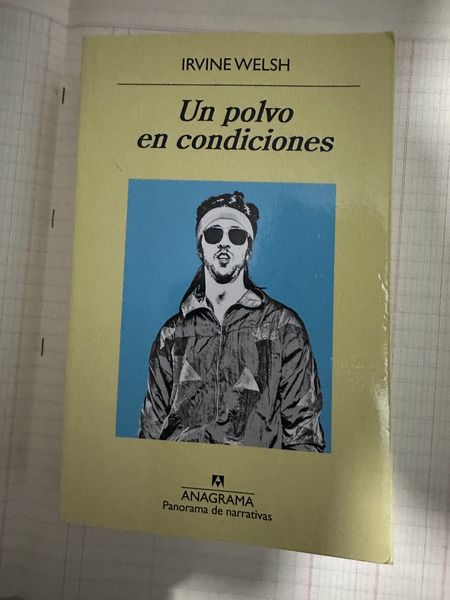 IRVINE WELSH
Un polvo
en condiciones
ANAGRAMA
Panorama de narrativas